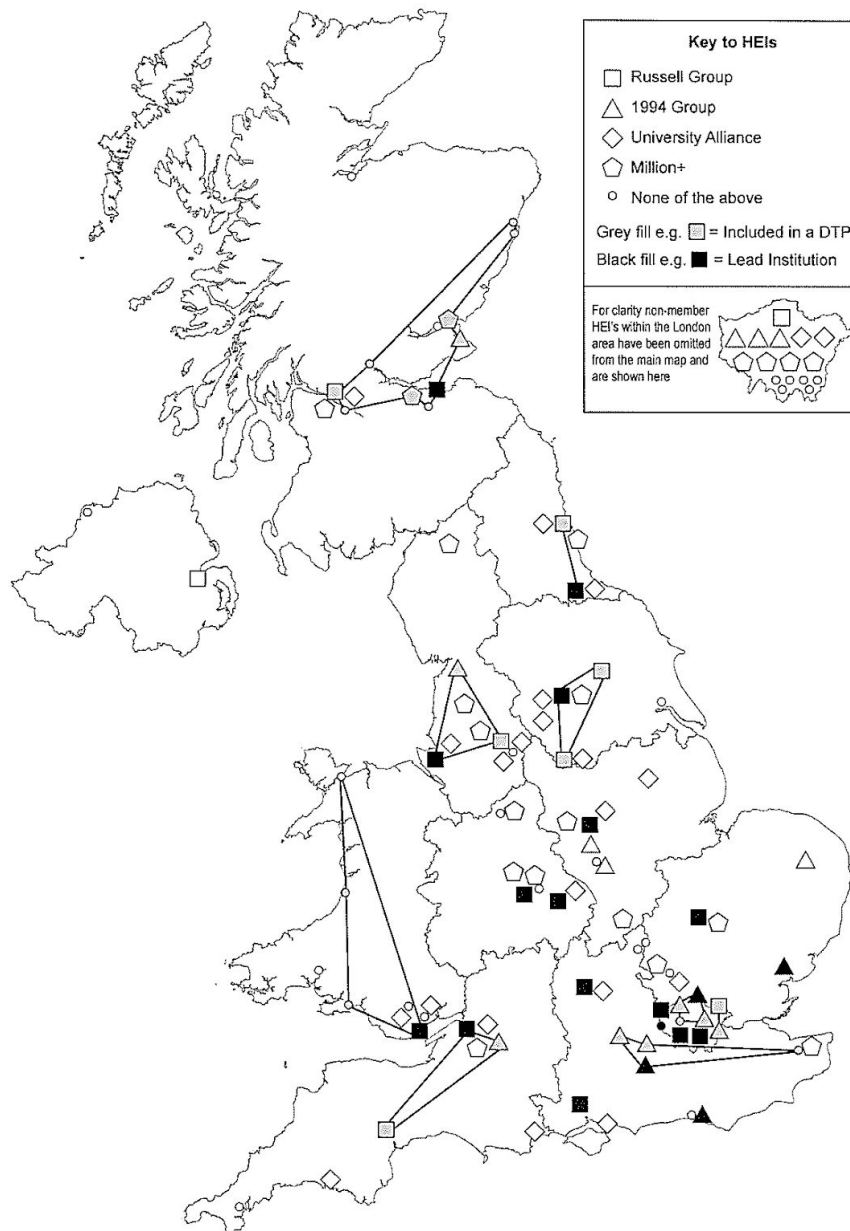 Key to HEIs
Russell Group
1994 Group
University Alliance
Million+
None of the above
Grey fill e.g. = Included in a DTP
Black fill e.g. = Lead Institution
For clarity non-member
HEI's within the London
area have been omitted
from the main map and
are shown here